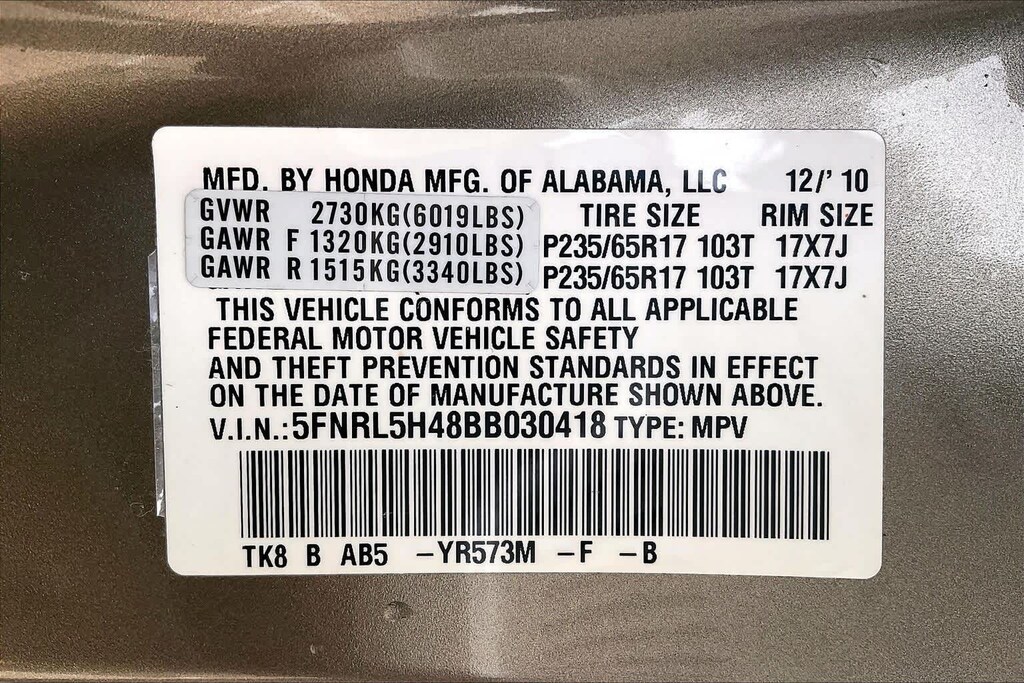 MFD. BY HONDA MFG. OF ALABAMA, LLC 12/' 10
GVWR 2730KG(6019LBS) TIRE SIZE RIM SIZE
GAWR F 1320KG(2910LBS) P235/65R17 103T 17X7J
GAWR R 1515KG(3340LBS) P235/65R17 103T 17X7J
THIS VEHICLE CONFORMS TO ALL APPLICABLE
FEDERAL MOTOR VEHICLE SAFETY
AND THEFT PREVENTION STANDARDS IN EFFECT
ON THE DATE OF MANUFACTURE SHOWN ABOVE.
V.I.N.:5FNRL5H48BB030418 TYPE: MPV
TK8 B AB5 –YR573M –F –B